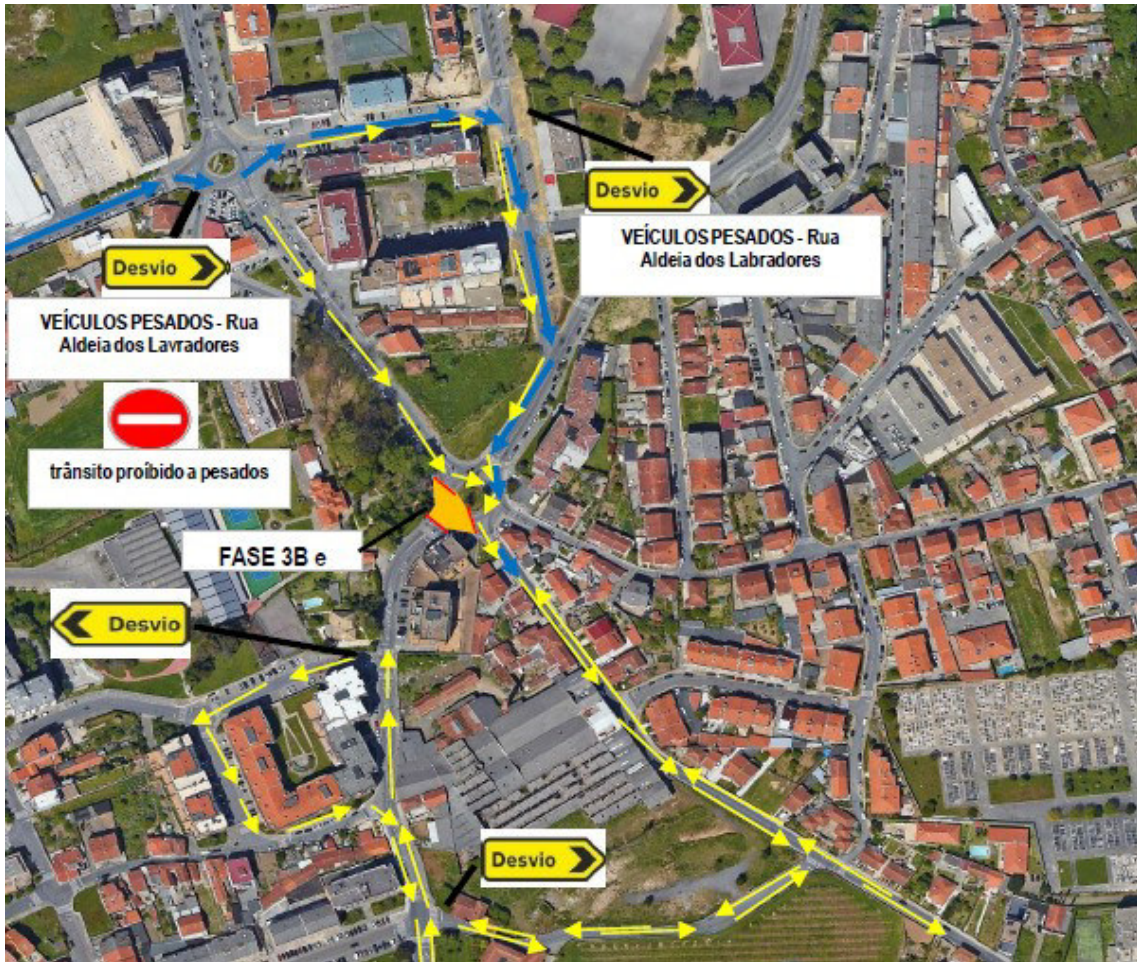 Desvio
VEÍCULOS PESADOS - Rua
Aldeia dos Labradores
Desvio
VEÍCULOS PESADOS - Rua
Aldeia dos Lavradores
trânsito proibido a pesados
FASE 3B e
Desvio
Desvio